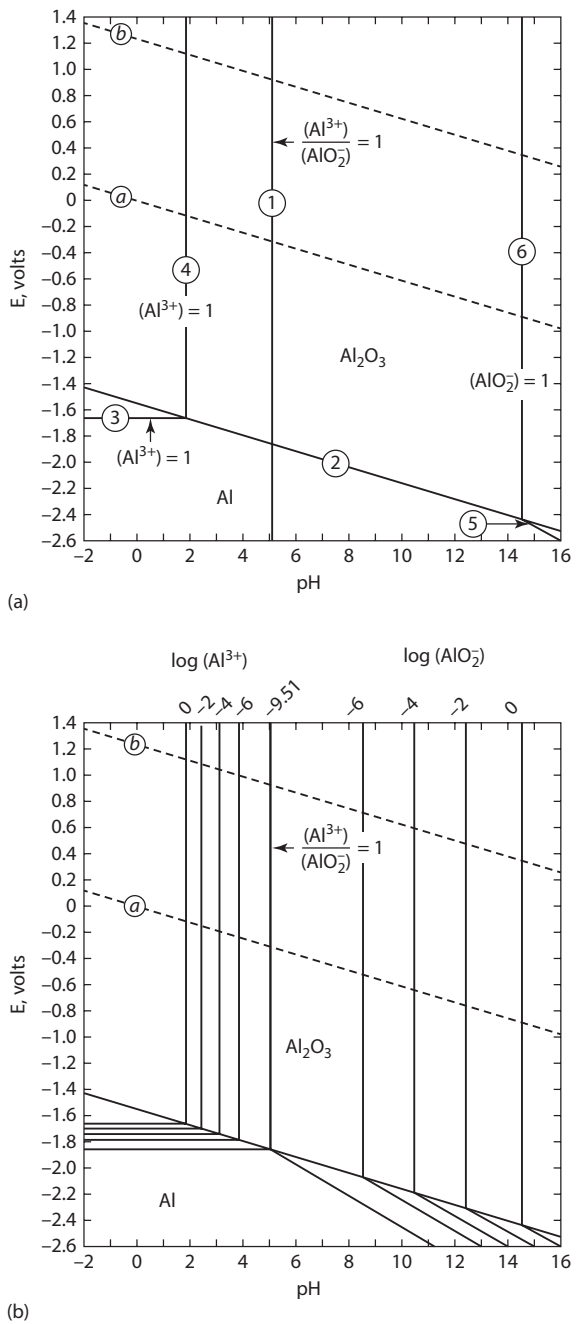 1.4
1.2
1.0
0.8
0.6
0.4
0.2
0
–0.2
–0.4
–0.6
–0.8
–1.0
–1.2
–1.4
–1.6
–1.8
–2.0
–2.2
–2.4
–2.6
E, volts
b
a
(Al³⁺)
(AlO₂⁻)
= 1
1
4
6
(Al³⁺) = 1
Al₂O₃
(AlO₂⁻) = 1
3
(Al³⁺) = 1
2
Al
5
–2 0 2 4 6 8 10 12 14 16
pH
(a)
log (Al³⁺) log (AlO₂⁻)
0 –2 –4 –6 –9.51 –6 –4 –2 0
1.4
1.2
1.0
0.8
0.6
0.4
0.2
0
–0.2
–0.4
–0.6
–0.8
–1.0
–1.2
–1.4
–1.6
–1.8
–2.0
–2.2
–2.4
–2.6
E, volts
b
a
(Al³⁺)
(AlO₂⁻)
= 1
Al₂O₃
Al
–2 0 2 4 6 8 10 12 14 16
pH
(b)